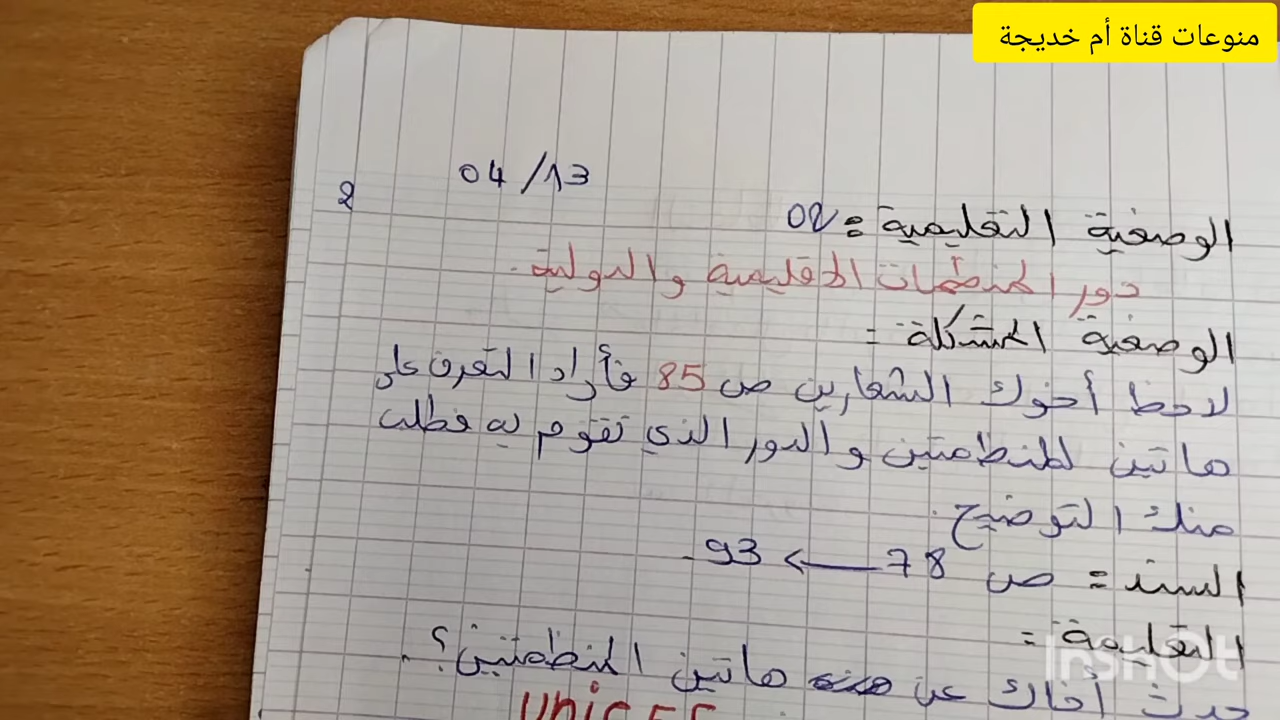 منوعات قناة أم خديجة
04/13
2
الوضعية التعليمية: 02
دور المنظمات الإقليمية والدولية.
الوضعية المشكلة:
لاحظ أخوك الشعارين ص 85 فأراد التعرف على
هاتين المنظمتين والدور الذي تقوم به فطلب
منك التوضيح.
السند: ص 78 ← 93.
التعليمة:
حدث أخاك عن هاتين المنظمتين؟
unicef
InShOt